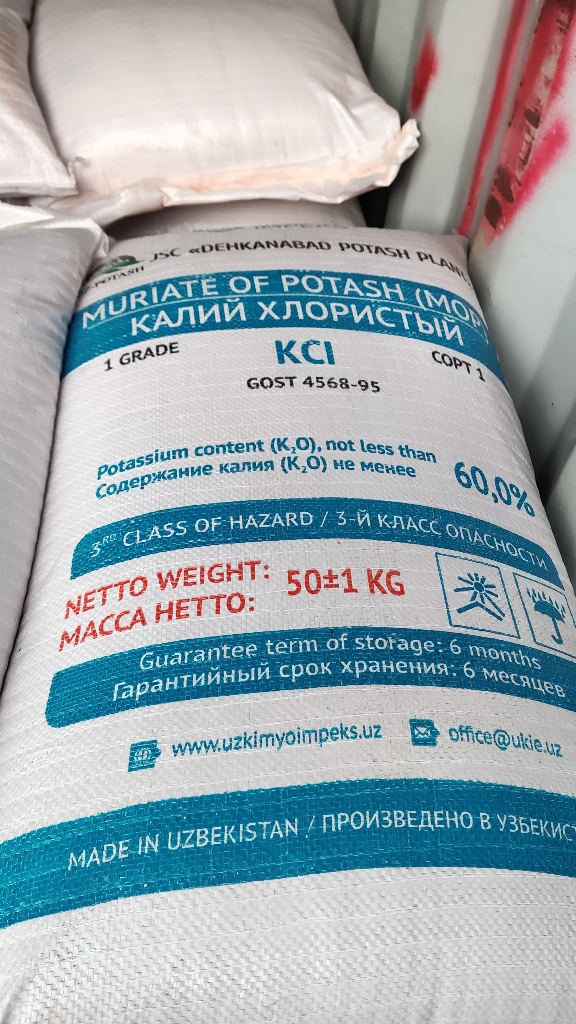 POTASH
JSC «DEHKANABAD POTASH PLANT
MURIATE OF POTASH (MOP)
КАЛИЙ ХЛОРИСТЫЙ
1 GRADE
KCl
СОРТ 1
GOST 4568-95
Potassium content (K₂O), not less than
Содержание калия (K₂O) не менее
60,0%
3RD CLASS OF HAZARD / 3-Й КЛАСС ОПАСНОСТИ
NETTO WEIGHT:
МАССА НЕТТО:
50±1 KG
Guarantee term of storage: 6 months
Гарантийный срок хранения: 6 месяцев
www.uzkimyoimpeks.uz
office@ukie.uz
MADE IN UZBEKISTAN / ПРОИЗВЕДЕНО В УЗБЕКИСТ